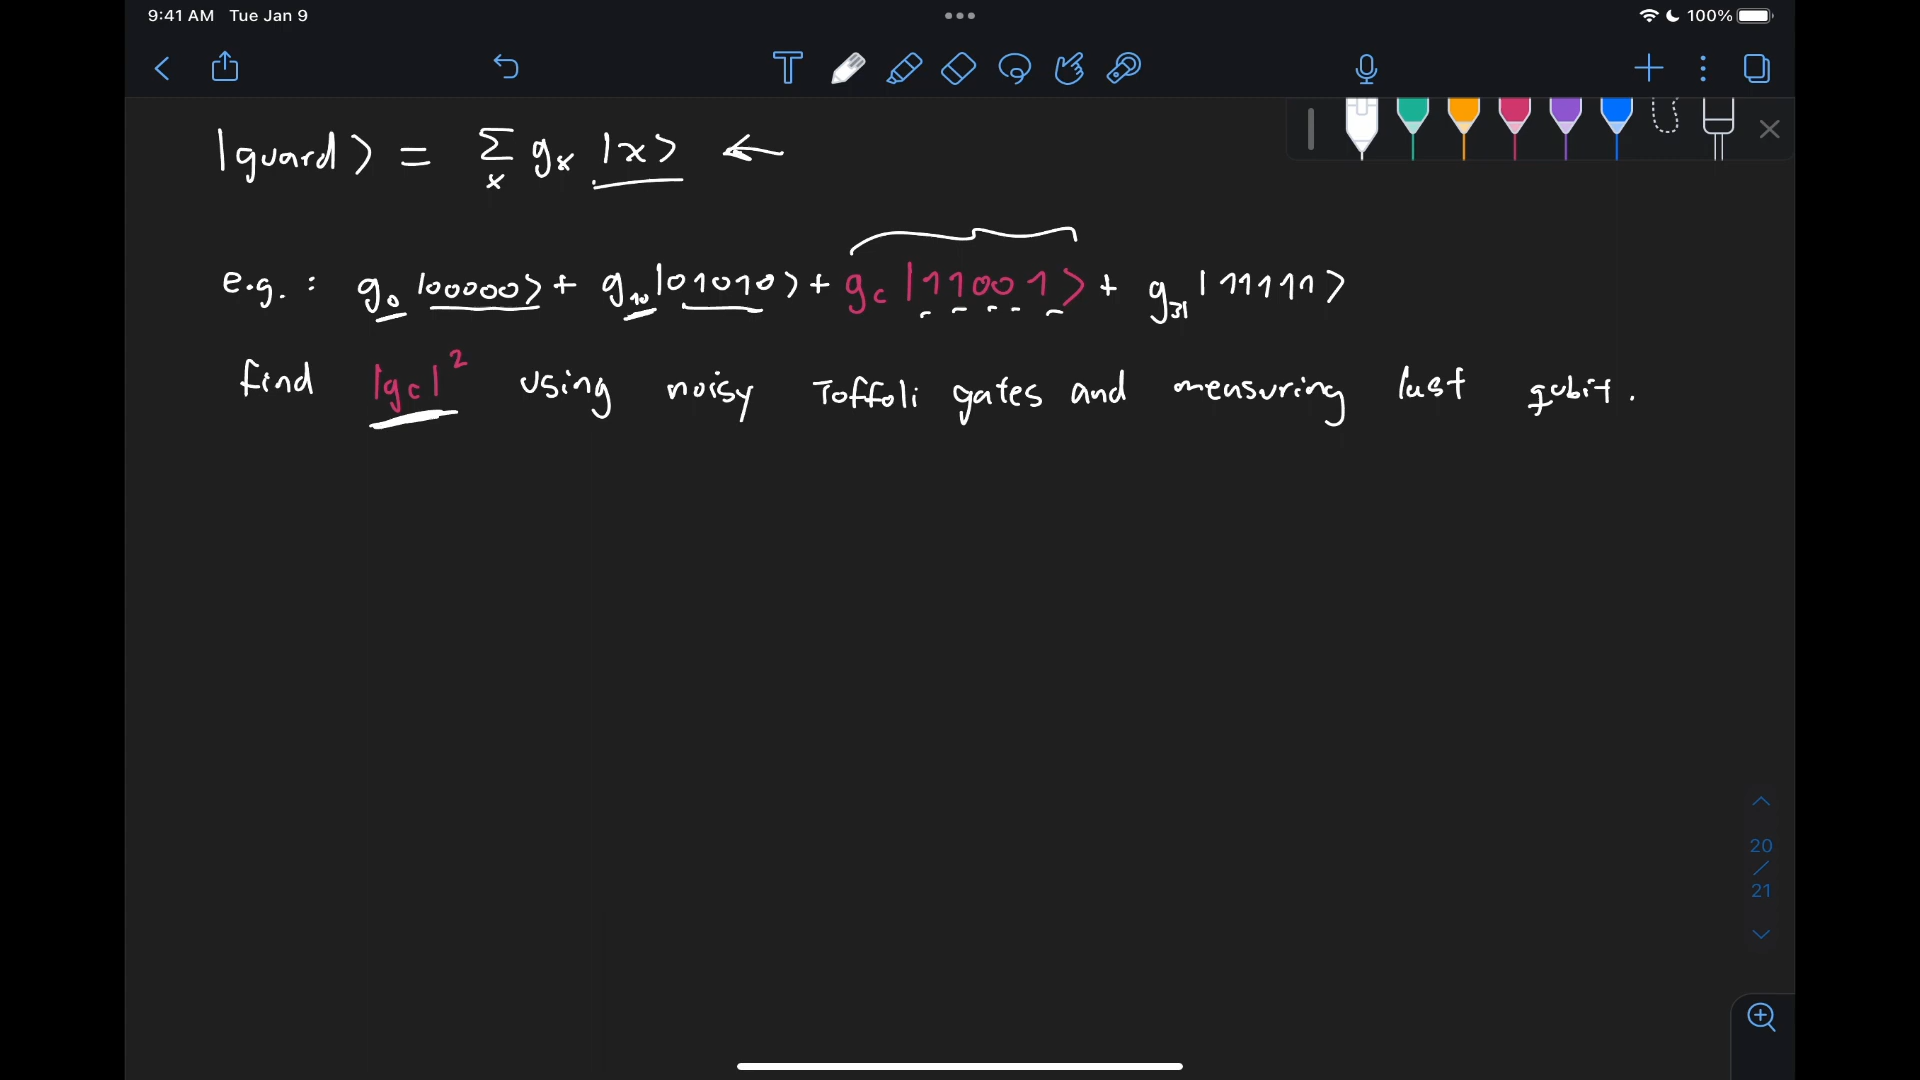 9:41 AM Tue Jan 9 100%
|guard⟩ = Σ_x g_x |x⟩ ←
e.g. : g_0 |00000⟩ + g_10 |01010⟩ + g_c |11001⟩ + g_31 |11111⟩
find |g_c|² using noisy Toffoli gates and measuring last qubit.
20
/
21